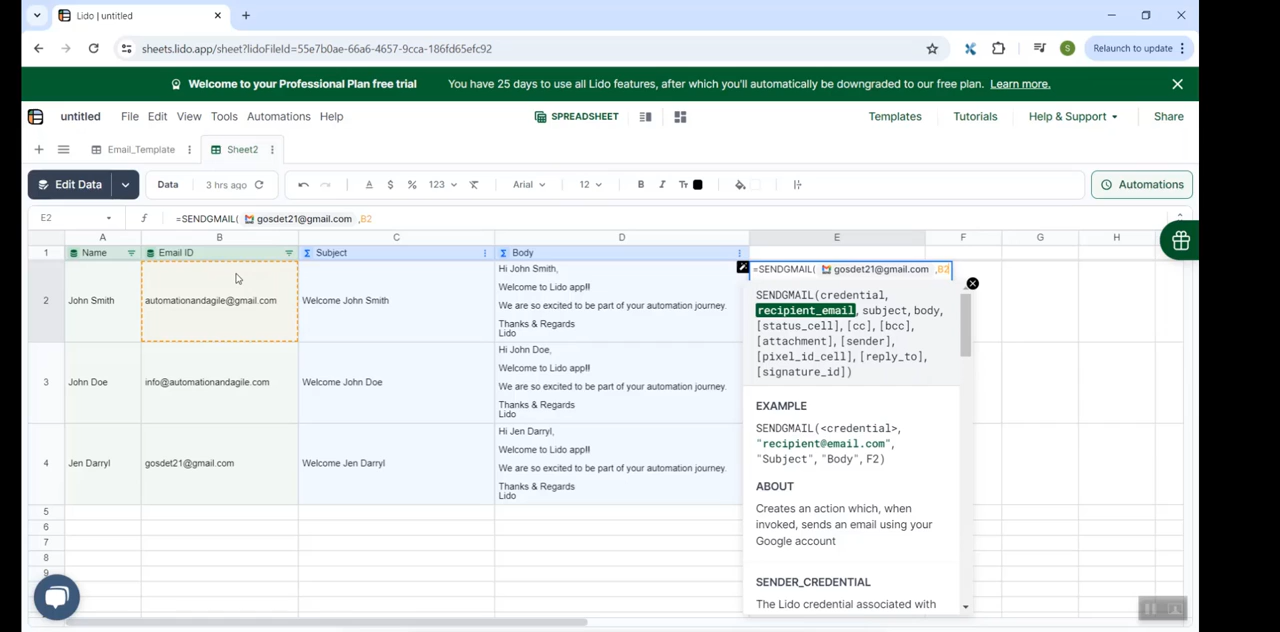 Lido | untitled
sheets.lido.app/sheet?lidoFileId=55e7b0ae-66a6-4657-9cca-186fd65efc92
S
Relaunch to update
Welcome to your Professional Plan free trial
You have 25 days to use all Lido features, after which you'll automatically be downgraded to our free plan. Learn more.
untitled File Edit View Tools Automations Help
SPREADSHEET
Templates Tutorials Help & Support Share
Email_Template Sheet2
Edit Data
Data 3 hrs ago
$ % 123 Arial 12 B I Tr
Automations
E2 =SENDGMAIL( gosdet21@gmail.com ,B2
A B C D E F G H
1 Name Email ID Subject Body
=SENDGMAIL( gosdet21@gmail.com ,B2
2 John Smith automationandagile@gmail.com Welcome John Smith
Hi John Smith,
Welcome to Lido app!!
We are so excited to be part of your automation journey.
Thanks & Regards
Lido
3 John Doe info@automationandagile.com Welcome John Doe
Hi John Doe,
Welcome to Lido app!!
We are so excited to be part of your automation journey.
Thanks & Regards
Lido
4 Jen Darryl gosdet21@gmail.com Welcome Jen Darryl
Hi Jen Darryl,
Welcome to Lido app!!
We are so excited to be part of your automation journey.
Thanks & Regards
Lido
5
6
7
8
9
SENDGMAIL(credential,
recipient_email, subject, body,
[status_cell], [cc], [bcc],
[attachment], [sender],
[pixel_id_cell], [reply_to],
[signature_id])
EXAMPLE
SENDGMAIL(<credential>,
"recipient@email.com",
"Subject", "Body", F2)
ABOUT
Creates an action which, when
invoked, sends an email using your
Google account
SENDER_CREDENTIAL
The Lido credential associated with